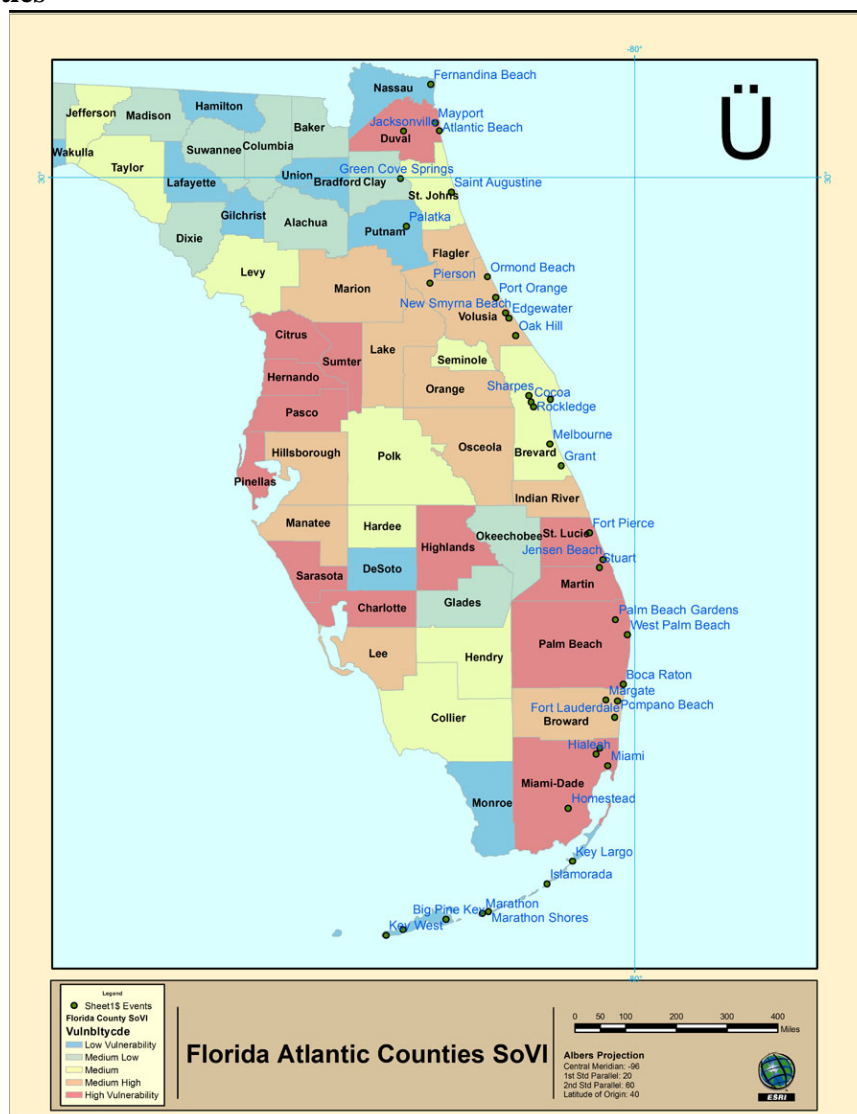 -80°
Fernandina Beach
Nassau
Jefferson
Madison
Hamilton
Baker
Mayport
Jacksonville
Atlantic Beach
Duval
Wakulla
Suwannee
Columbia
Taylor
Green Cove Springs
30°
30°
Lafayette
Union
Bradford
Clay
Saint Augustine
St. Johns
Gilchrist
Alachua
Palatka
Putnam
Dixie
Flagler
Levy
Marion
Pierson
Ormond Beach
Port Orange
New Smyrna Beach
Edgewater
Volusia
Oak Hill
Citrus
Sumter
Lake
Seminole
Hernando
Orange
Sharpes
Cocoa
Rockledge
Pasco
Hillsborough
Polk
Osceola
Melbourne
Brevard
Grant
Pinellas
Indian River
Manatee
Hardee
Highlands
Okeechobee
St. Lucie
Fort Pierce
Jensen Beach
Stuart
Sarasota
DeSoto
Martin
Charlotte
Glades
Palm Beach Gardens
West Palm Beach
Palm Beach
Lee
Hendry
Boca Raton
Margate
Pompano Beach
Fort Lauderdale
Broward
Collier
Hialeah
Miami
Miami-Dade
Monroe
Homestead
Key Largo
Islamorada
Marathon
Big Pine Key
Marathon Shores
Key West
-80°
Ü
Legend
Sheet1$ Events
Florida County SoVI
Vulnbltycde
Low Vulnerability
Medium Low
Medium
Medium High
High Vulnerability
Florida Atlantic Counties SoVI
0 50 100 200 300 400
Miles
Albers Projection
Central Meridian: -96
1st Std Parallel: 20
2nd Std Parallel: 60
Latitude of Origin: 40
ESRI